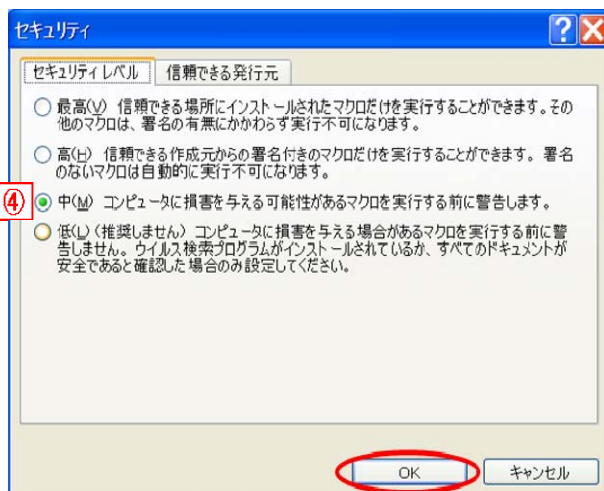 セキュリティ
セキュリティ レベル
信頼できる発行元
最高(V) 信頼できる場所にインストールされたマクロだけを実行することができます。その
他のマクロは、署名の有無にかかわらず実行不可になります。
高(H) 信頼できる作成元からの署名付きのマクロだけを実行することができます。 署名
のないマクロは自動的に実行不可になります。
④
中(M) コンピュータに損害を与える可能性があるマクロを実行する前に警告します。
低(L) (推奨しません) コンピュータに損害を与える場合があるマクロを実行する前に警
告しません。ウイルス検索プログラムがインストールされているか、すべてのドキュメントが
安全であると確認した場合のみ設定してください。
OK
キャンセル